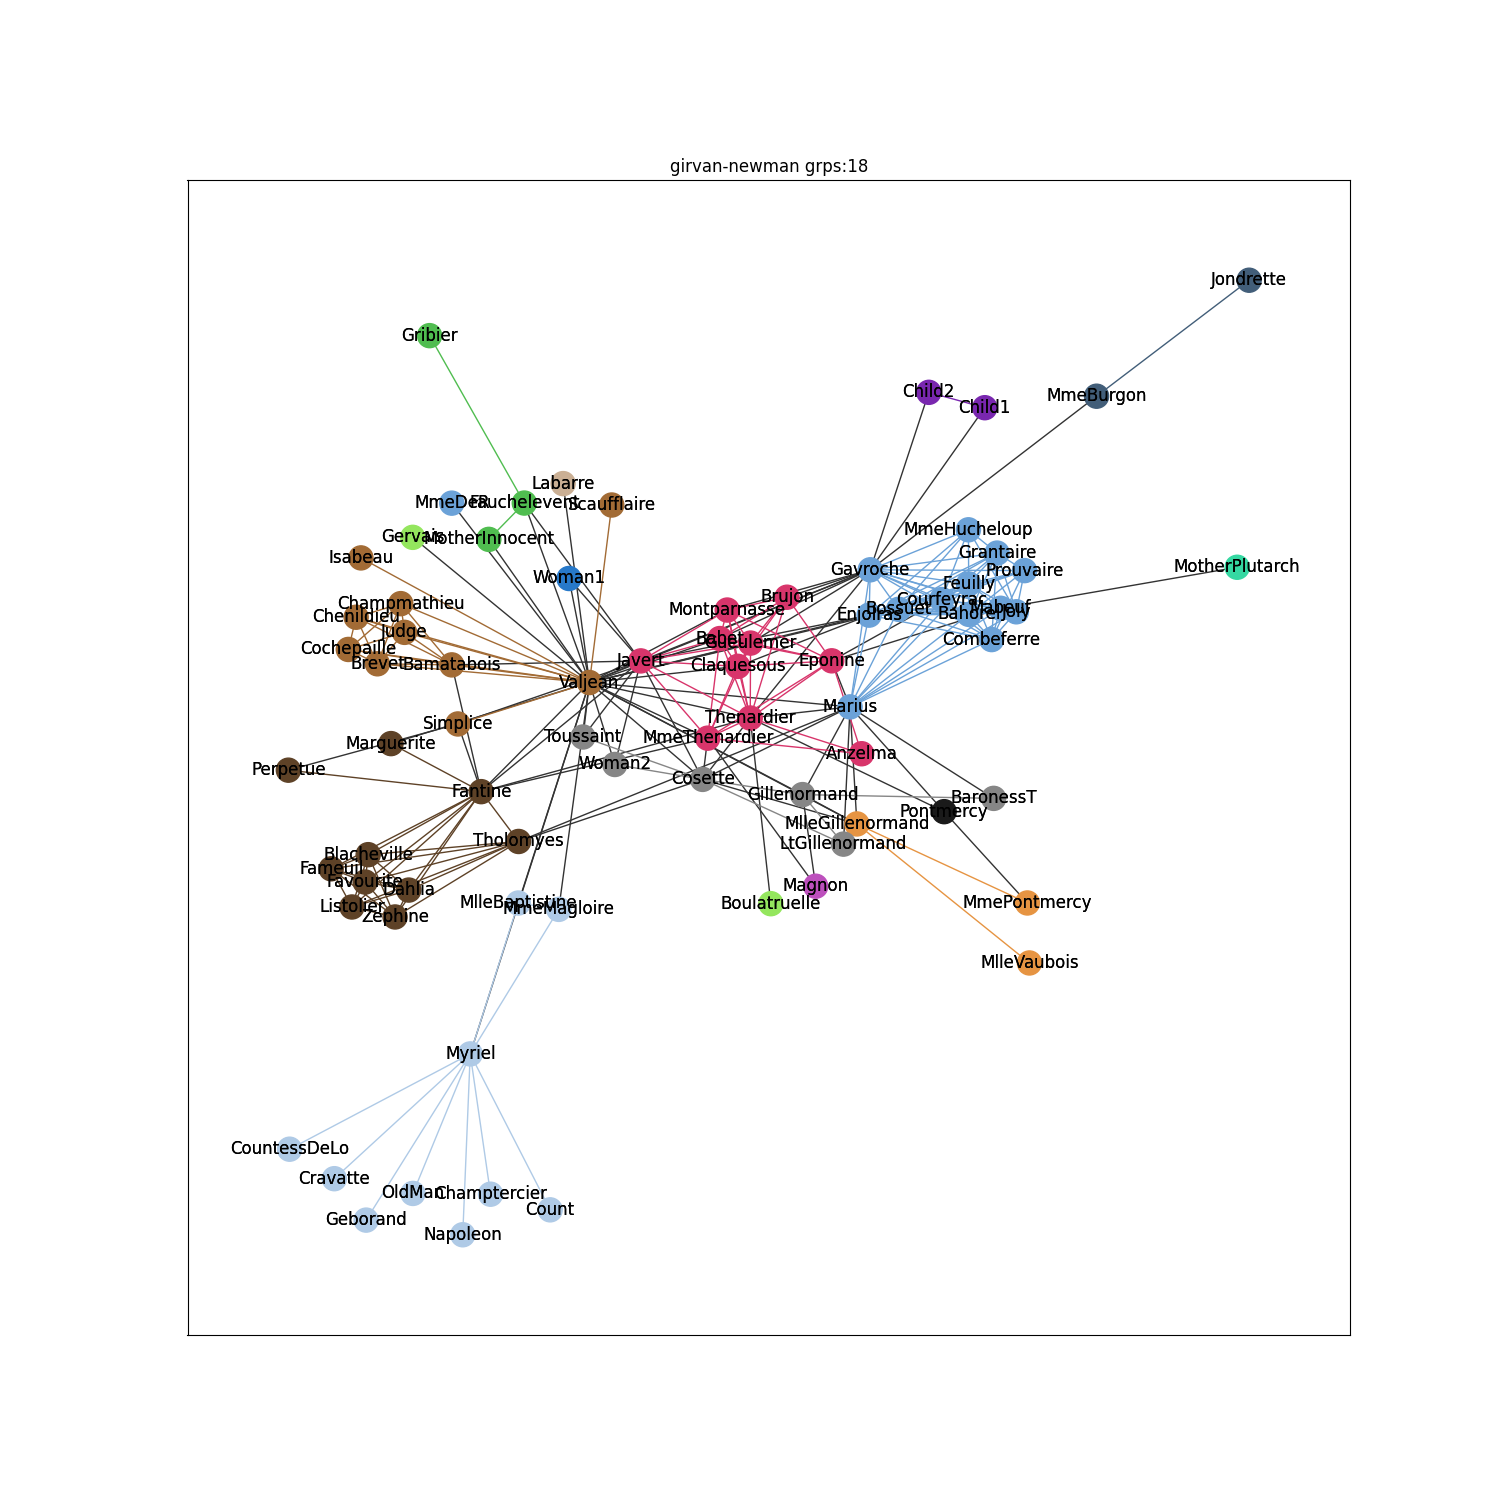 girvan-newman grps:18
Jondrette
Gribier
Child2
MmeBurgon
Child1
Labarre
MmeDeR
Fauchelevent
Scaufflaire
MmeHucheloup
Gervais
MotherInnocent
Grantaire
Isabeau
MotherPlutarch
Gavroche
Prouvaire
Woman1
Feuilly
Brujon
Courfeyrac
Champmathieu
Montparnasse
Bossuet
Mabeuf
Joly
Chenildieu
Enjolras
Bahorel
Judge
Babet
Gueulemer
Combeferre
Cochepaille
Brevet
Bamatabois
Javert
Claquesous
Eponine
Valjean
Marius
Simplice
Thenardier
Toussaint
MmeThenardier
Marguerite
Anzelma
Woman2
Perpetue
Cosette
Fantine
Gillenormand
BaronessT
Pontmercy
MlleGillenormand
Tholomyes
LtGillenormand
Blacheville
Fameuil
Favourite
Dahlia
Magnon
MlleBaptistine
MmeMagloire
Boulatruelle
MmePontmercy
Listolier
Zephine
MlleVaubois
Myriel
CountessDeLo
Cravatte
OldMan
Champtercier
Count
Geborand
Napoleon